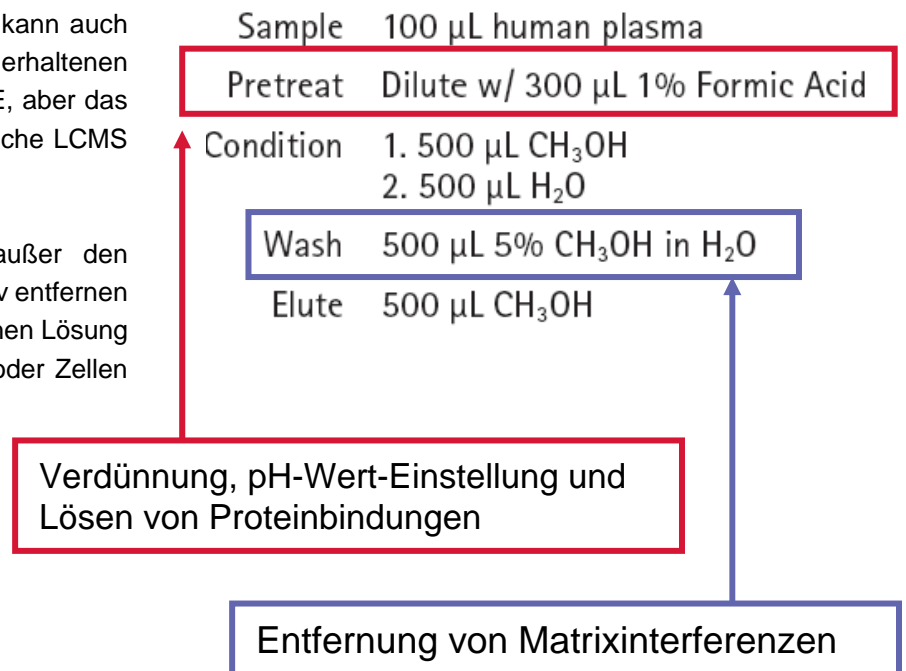 kann auch
erhaltenen
E, aber das
che LCMS
außer den
v entfernen
nen Lösung
oder Zellen
Sample 100 µL human plasma
Pretreat Dilute w/ 300 µL 1% Formic Acid
Condition 1. 500 µL CH₃OH
2. 500 µL H₂O
Wash 500 µL 5% CH₃OH in H₂O
Elute 500 µL CH₃OH
Verdünnung, pH-Wert-Einstellung und
Lösen von Proteinbindungen
Entfernung von Matrixinterferenzen